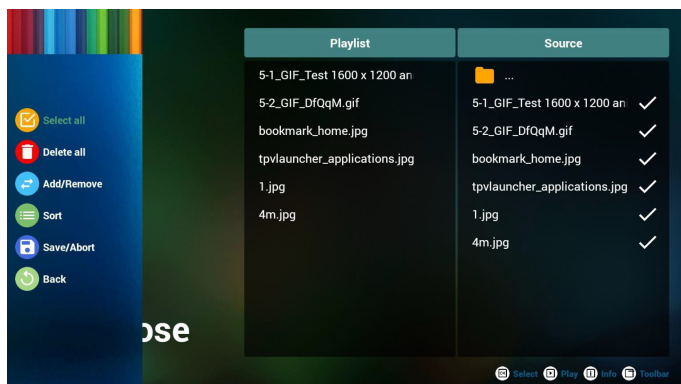 Playlist
Source
5-1_GIF_Test 1600 x 1200 an
5-2_GIF_DfQqM.gif
bookmark_home.jpg
tpvlauncher_applications.jpg
1.jpg
4m.jpg
...
5-1_GIF_Test 1600 x 1200 an
5-2_GIF_DfQqM.gif
bookmark_home.jpg
tpvlauncher_applications.jpg
1.jpg
4m.jpg
Select all
Delete all
Add/Remove
Sort
Save/Abort
Back
ose
Select Play Info Toolbar